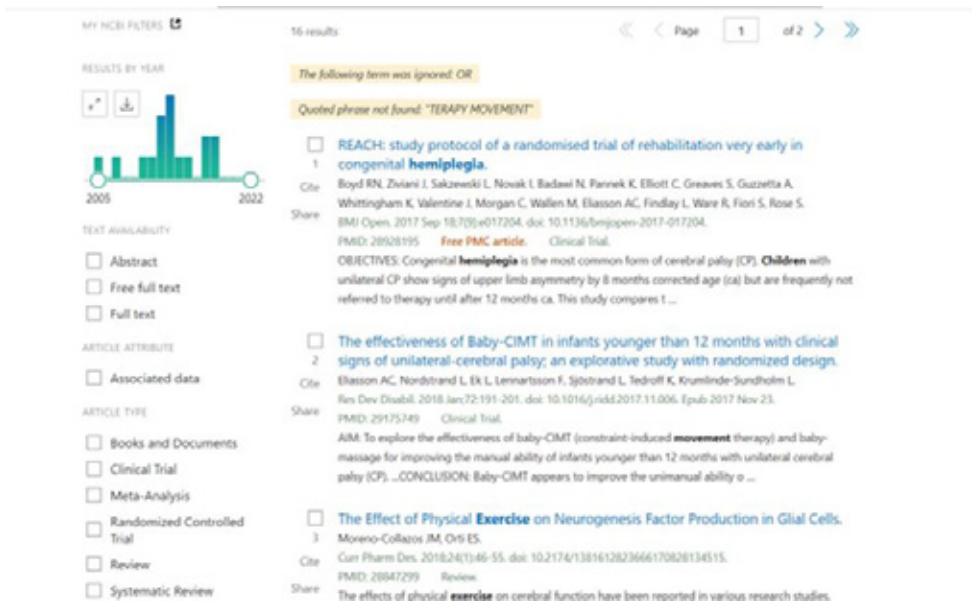 MY NCBI FILTERS
RESULTS BY YEAR
2005
2022
TEXT AVAILABILITY
Abstract
Free full text
Full text
ARTICLE ATTRIBUTE
Associated data
ARTICLE TYPE
Books and Documents
Clinical Trial
Meta-Analysis
Randomized Controlled
Trial
Review
Systematic Review
16 results
Page 1 of 2
The following term was ignored: OR
Quoted phrase not found: "TERAPY MOVEMENT"
1
Cite
Share
REACH: study protocol of a randomised trial of rehabilitation very early in
congenital hemiplegia.
Boyd RN, Ziviani J, Sakzewski L, Novak I, Badawi N, Pannek K, Elliott C, Greaves S, Guzzetta A,
Whittingham K, Valentine J, Morgan C, Wallen M, Eliasson AC, Findlay L, Ware R, Fiori S, Rose S.
BMJ Open. 2017 Sep 18;7(9):e017204. doi: 10.1136/bmjopen-2017-017204.
PMID: 28928195 Free PMC article. Clinical Trial.
OBJECTIVES: Congenital hemiplegia is the most common form of cerebral palsy (CP). Children with
unilateral CP show signs of upper limb asymmetry by 8 months corrected age (ca) but are frequently not
referred to therapy until after 12 months ca. This study compares t ...
2
Cite
Share
The effectiveness of Baby-CIMT in infants younger than 12 months with clinical
signs of unilateral-cerebral palsy; an explorative study with randomized design.
Eliasson AC, Nordstrand L, Ek L, Lennartsson F, Sjöstrand L, Tedroff K, Krumlinde-Sundholm L.
Res Dev Disabil. 2018 Jan;72:191-201. doi: 10.1016/j.ridd.2017.11.006. Epub 2017 Nov 23.
PMID: 29175749 Clinical Trial.
AIM: To explore the effectiveness of baby-CIMT (constraint-induced movement therapy) and baby-
massage for improving the manual ability of infants younger than 12 months with unilateral cerebral
palsy (CP). ...CONCLUSION: Baby-CIMT appears to improve the unimanual ability o ...
3
Cite
Share
The Effect of Physical Exercise on Neurogenesis Factor Production in Glial Cells.
Moreno-Collazos JM, Orti ES.
Curr Pharm Des. 2018;24(1):46-55. doi: 10.2174/1381612823666170828134515.
PMID: 28847299 Review.
The effects of physical exercise on cerebral function have been reported in various research studies.